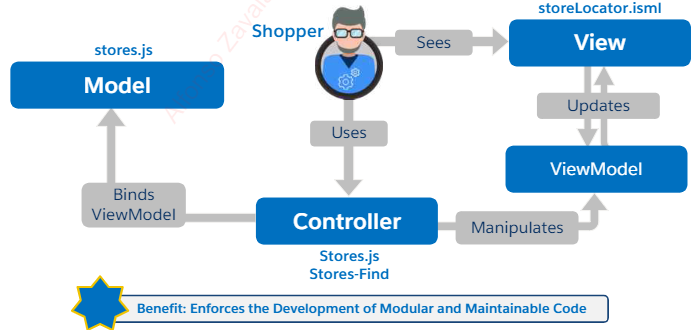 storeLocator.isml
Shopper
Sees
View
stores.js
Model
Updates
Uses
ViewModel
Binds
ViewModel
Controller
Manipulates
Stores.js
Stores-Find
Benefit: Enforces the Development of Modular and Maintainable Code